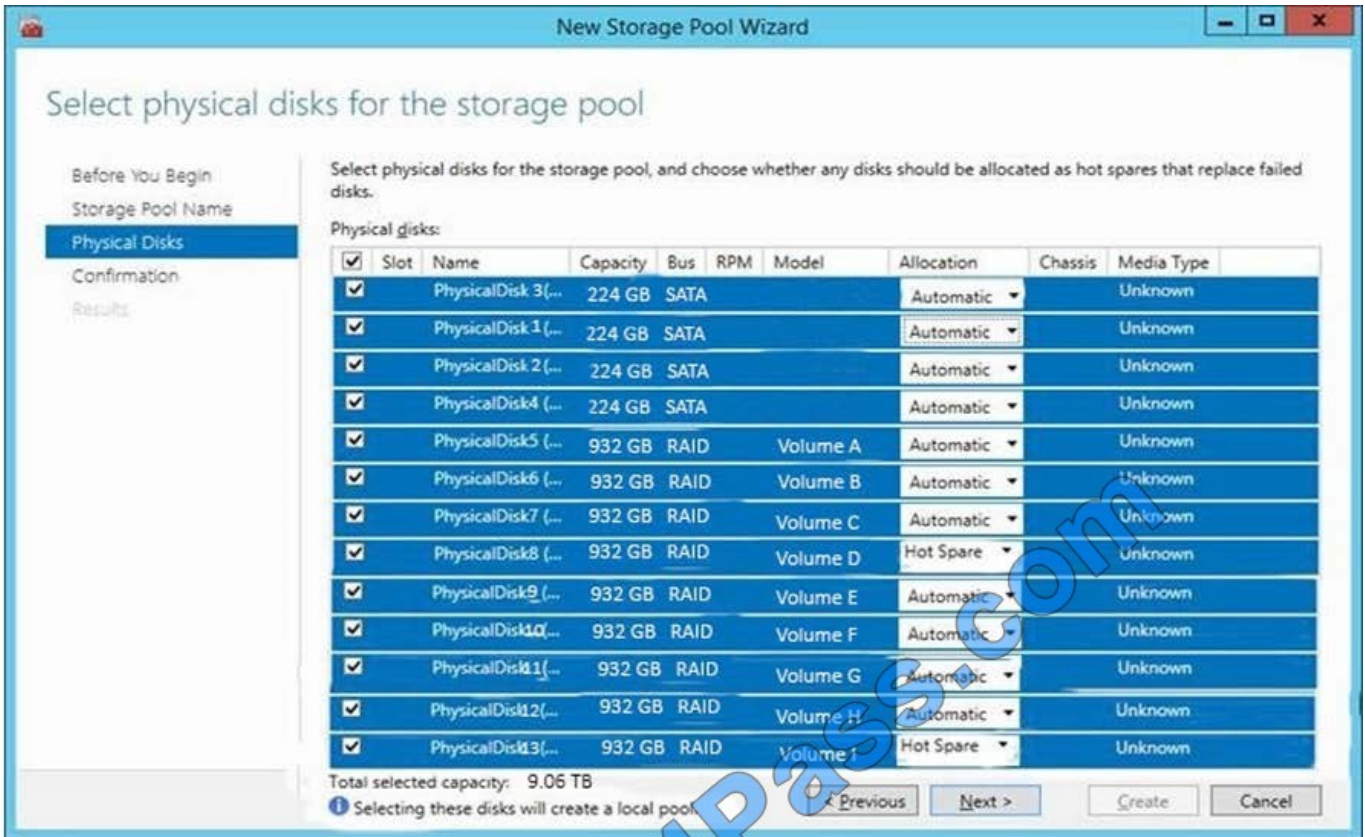 New Storage Pool Wizard
Select physical disks for the storage pool
Before You Begin
Storage Pool Name
Physical Disks
Confirmation
Results
Select physical disks for the storage pool, and choose whether any disks should be allocated as hot spares that replace failed
disks.
Physical disks:
Slot Name Capacity Bus RPM Model Allocation Chassis Media Type
PhysicalDisk 3(... 224 GB SATA Automatic Unknown
PhysicalDisk 1 (... 224 GB SATA Automatic Unknown
PhysicalDisk 2 (... 224 GB SATA Automatic Unknown
PhysicalDisk4 (... 224 GB SATA Automatic Unknown
PhysicalDisk5 (... 932 GB RAID Volume A Automatic Unknown
PhysicalDisk6 (... 932 GB RAID Volume B Automatic Unknown
PhysicalDisk7 (... 932 GB RAID Volume C Automatic Unknown
PhysicalDisk8 (... 932 GB RAID Volume D Hot Spare Unknown
PhysicalDisk9 (... 932 GB RAID Volume E Automatic Unknown
PhysicalDisk10(... 932 GB RAID Volume F Automatic Unknown
PhysicalDisk11(... 932 GB RAID Volume G Automatic Unknown
PhysicalDisk12(... 932 GB RAID Volume H Automatic Unknown
PhysicalDisk13(... 932 GB RAID Volume Hot Spare Unknown
Total selected capacity: 9.06 TB
Selecting these disks will create a local pool.
< Previous Next > Create Cancel